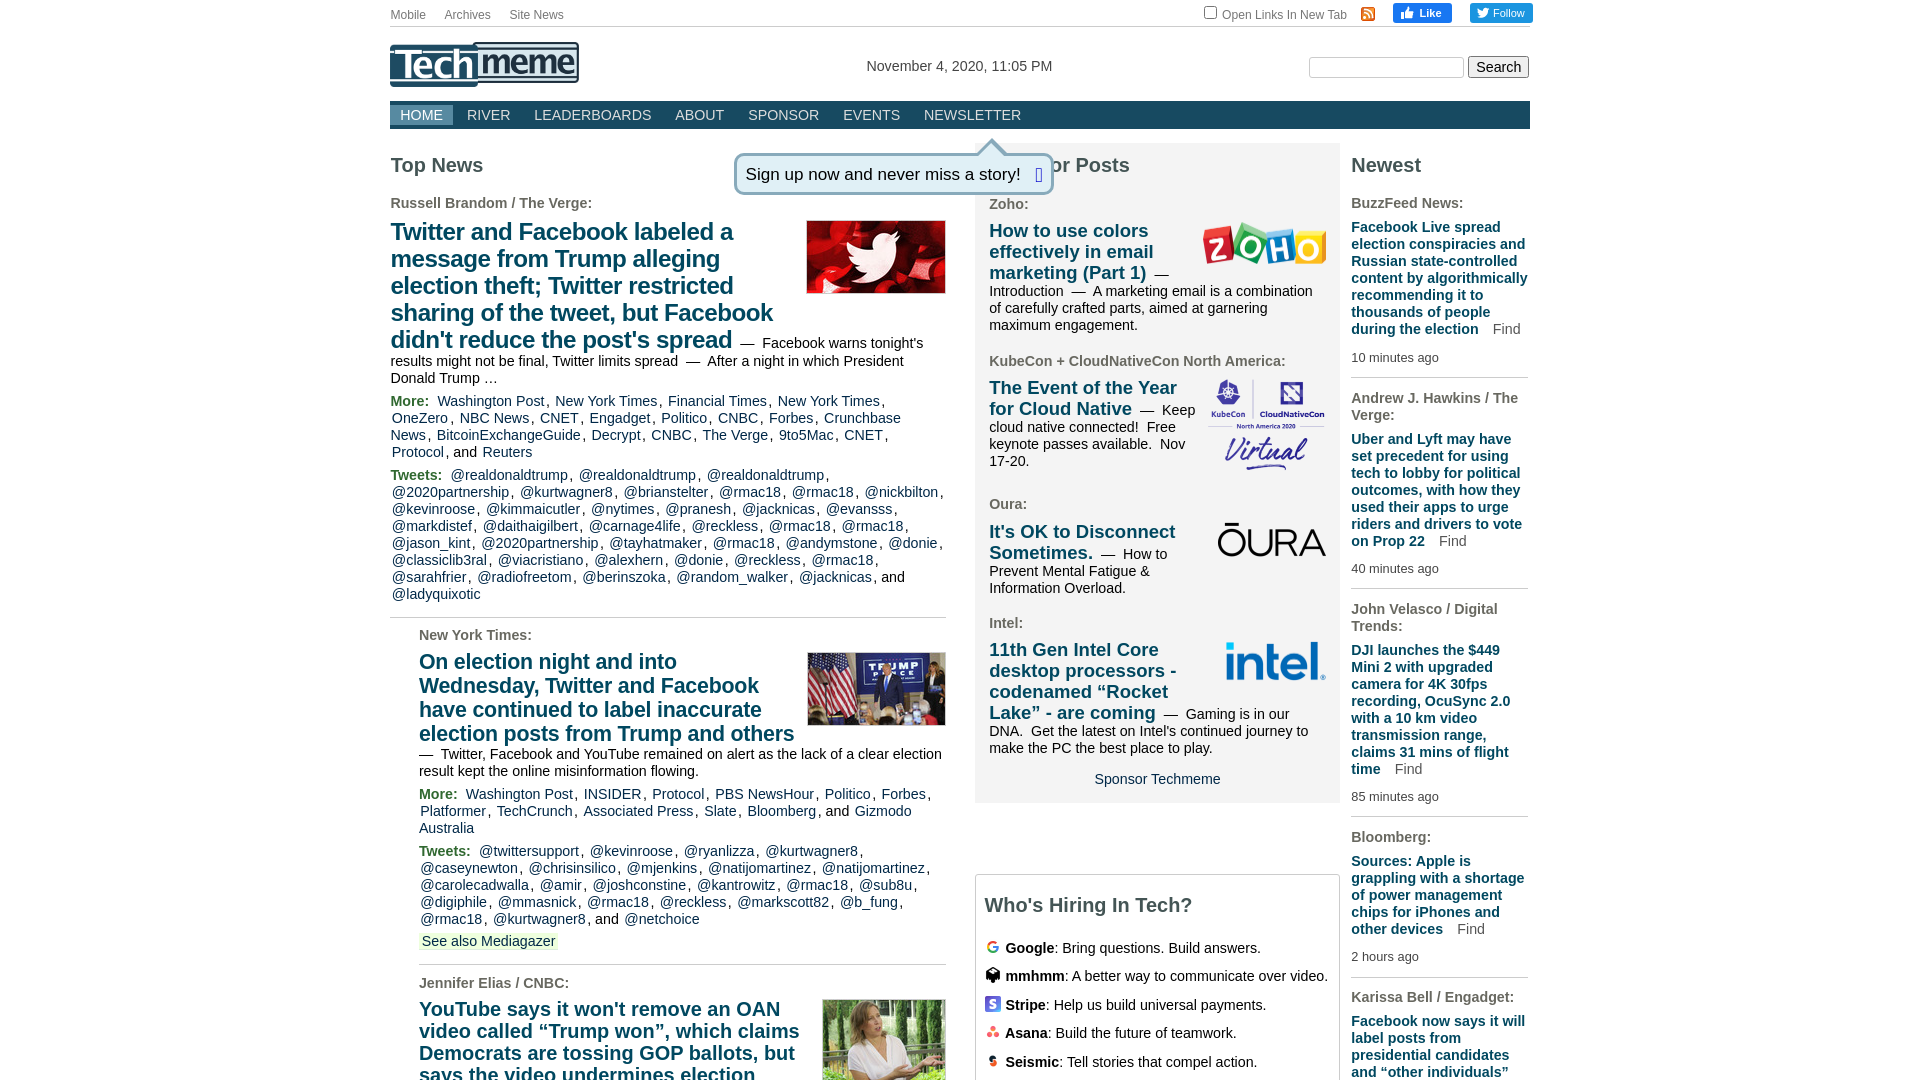 Mobile Archives Site News
Open Links In New Tab
Like
Follow
Techmeme
November 4, 2020, 11:05 PM
Search
HOME RIVER LEADERBOARDS ABOUT SPONSOR EVENTS NEWSLETTER
Sign up now and never miss a story!
Top News
Russell Brandom / The Verge:
Twitter and Facebook labeled a
message from Trump alleging
election theft; Twitter restricted
sharing of the tweet, but Facebook
didn't reduce the post's spread — Facebook warns tonight's
results might not be final, Twitter limits spread — After a night in which President
Donald Trump …
More: Washington Post, New York Times, Financial Times, New York Times,
OneZero, NBC News, CNET, Engadget, Politico, CNBC, Forbes, Crunchbase
News, BitcoinExchangeGuide, Decrypt, CNBC, The Verge, 9to5Mac, CNET,
Protocol, and Reuters
Tweets: @realdonaldtrump, @realdonaldtrump, @realdonaldtrump,
@2020partnership, @kurtwagner8, @brianstelter, @rmac18, @rmac18, @nickbilton,
@kevinroose, @kimmaicutler, @nytimes, @pranesh, @jacknicas, @evansss,
@markdistef, @daithaigilbert, @carnage4life, @reckless, @rmac18, @rmac18,
@jason_kint, @2020partnership, @tayhatmaker, @rmac18, @andymstone, @donie,
@classiclib3ral, @viacristiano, @alexhern, @donie, @reckless, @rmac18,
@sarahfrier, @radiofreetom, @berinszoka, @random_walker, @jacknicas, and
@ladyquixotic
New York Times:
On election night and into
Wednesday, Twitter and Facebook
have continued to label inaccurate
election posts from Trump and others
— Twitter, Facebook and YouTube remained on alert as the lack of a clear election
result kept the online misinformation flowing.
More: Washington Post, INSIDER, Protocol, PBS NewsHour, Politico, Forbes,
Platformer, TechCrunch, Associated Press, Slate, Bloomberg, and Gizmodo
Australia
Tweets: @twittersupport, @kevinroose, @ryanlizza, @kurtwagner8,
@caseynewton, @chrisinsilico, @mjenkins, @natijomartinez, @natijomartinez,
@carolecadwalla, @amir, @joshconstine, @kantrowitz, @rmac18, @sub8u,
@digiphile, @mmasnick, @rmac18, @reckless, @markscott82, @b_fung,
@rmac18, @kurtwagner8, and @netchoice
See also Mediagazer
TRUMP
PENCE
Jennifer Elias / CNBC:
YouTube says it won't remove an OAN
video called “Trump won”, which claims
Democrats are tossing GOP ballots, but
says the video undermines election
or Posts
Zoho:
How to use colors
effectively in email
marketing (Part 1) —
Introduction — A marketing email is a combination
of carefully crafted parts, aimed at garnering
maximum engagement.
ZOHO
KubeCon + CloudNativeCon North America:
The Event of the Year
for Cloud Native — Keep
cloud native connected! Free
keynote passes available. Nov
17-20.
KubeCon CloudNativeCon
North America 2020
Virtual
Oura:
It's OK to Disconnect
Sometimes. — How to
Prevent Mental Fatigue &
Information Overload.
ŌURA
Intel:
11th Gen Intel Core
desktop processors -
codenamed “Rocket
Lake” - are coming — Gaming is in our
DNA. Get the latest on Intel's continued journey to
make the PC the best place to play.
intel
Sponsor Techmeme
Who's Hiring In Tech?
Google: Bring questions. Build answers.
mmhmm: A better way to communicate over video.
Stripe: Help us build universal payments.
Asana: Build the future of teamwork.
Seismic: Tell stories that compel action.
Newest
BuzzFeed News:
Facebook Live spread
election conspiracies and
Russian state-controlled
content by algorithmically
recommending it to
thousands of people
during the election Find
10 minutes ago
Andrew J. Hawkins / The
Verge:
Uber and Lyft may have
set precedent for using
tech to lobby for political
outcomes, with how they
used their apps to urge
riders and drivers to vote
on Prop 22 Find
40 minutes ago
John Velasco / Digital
Trends:
DJI launches the $449
Mini 2 with upgraded
camera for 4K 30fps
recording, OcuSync 2.0
with a 10 km video
transmission range,
claims 31 mins of flight
time Find
85 minutes ago
Bloomberg:
Sources: Apple is
grappling with a shortage
of power management
chips for iPhones and
other devices Find
2 hours ago
Karissa Bell / Engadget:
Facebook now says it will
label posts from
presidential candidates
and “other individuals”